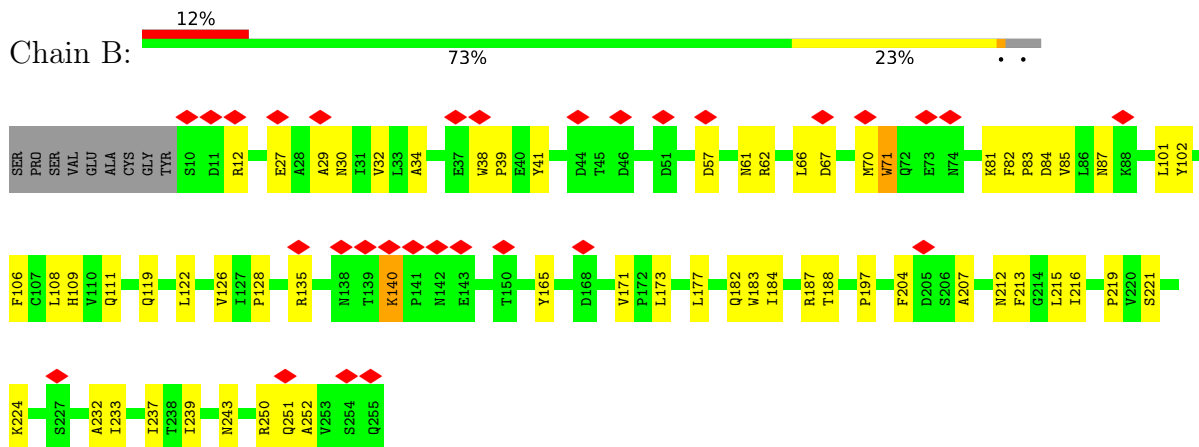 12%
Chain B:
73% 23% • •
SER PRO SER VAL GLU ALA CYS GLY TYR S10 D11 R12 E27 A28 A29 N30 I31 V32 L33 A34 E37 W38 P39 E40 Y41 D44 T45 D46 D51 D57 N61 R62 L66 D67 M70 W71 Q72 E73 N74 K81 F82 P83 D84 V85 L86 N87 K88 L101 Y102
F106 C107 L108 H109 V110 Q111 Q119 L122 V126 I127 P128 R135 N138 T139 K140 P141 N142 E143 T150 Y165 D168 V171 P172 L173 L177 Q182 W183 I184 R187 T188 P197 F204 D205 S206 A207 N212 F213 G214 L215 I216 P219 V220 S221
K224 S227 A232 I233 I237 T238 I239 N243 R250 Q251 A252 V253 S254 Q255